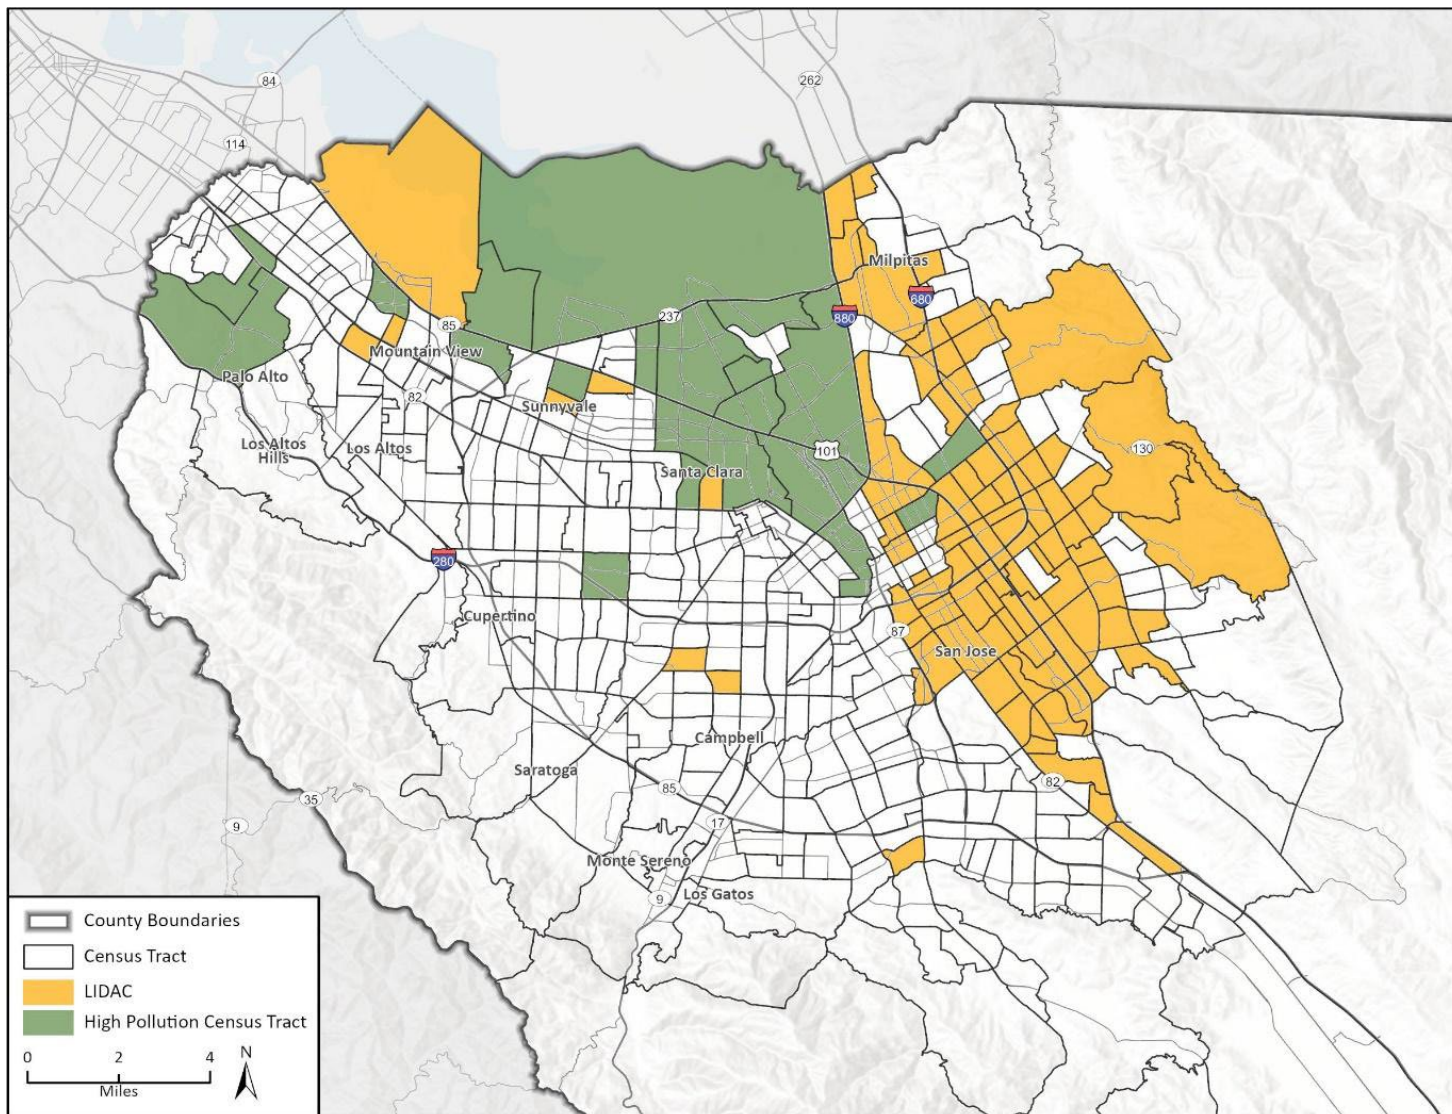 84
262
114
Milpitas
680
880
237
85
Mountain View
Palo Alto
82
Sunnyvale
Los Altos
Hills
Los Altos
101
130
Santa Clara
280
Cupertino
87
San Jose
Campbell
Saratoga
82
85
35
9
17
Monte Sereno
Los Gatos
9
County Boundaries
Census Tract
LIDAC
High Pollution Census Tract
0 2 4
Miles
N